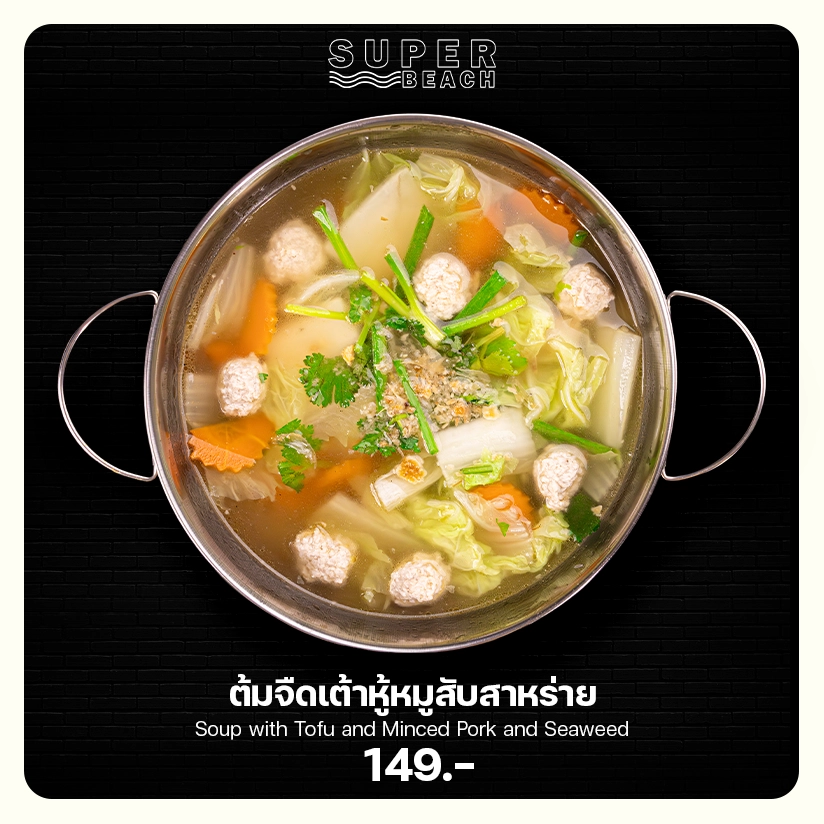 SUPER
BEACH
ต้มจืดเต้าหู้หมูสับสาหร่าย
Soup with Tofu and Minced Pork and Seaweed
149.-